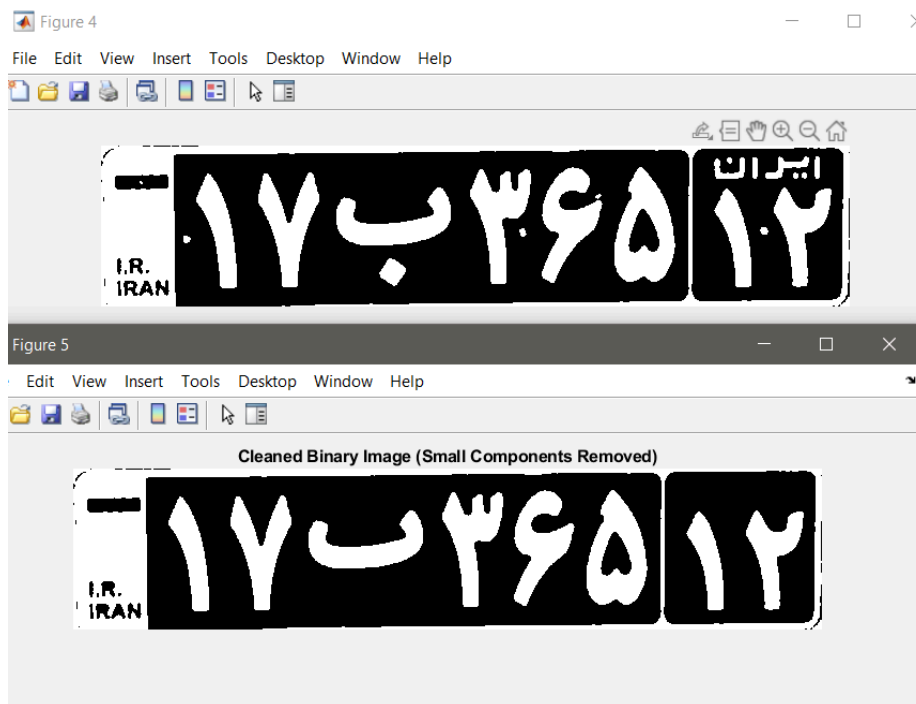 Figure 4
File Edit View Insert Tools Desktop Window Help
ایران
۱۷ ب ۳۶۵ ۱۲
I.R.
IRAN
Figure 5
Edit View Insert Tools Desktop Window Help
Cleaned Binary Image (Small Components Removed)
۱۷ ٮ ۳۶۵ ۱۲
I.R.
IRAN